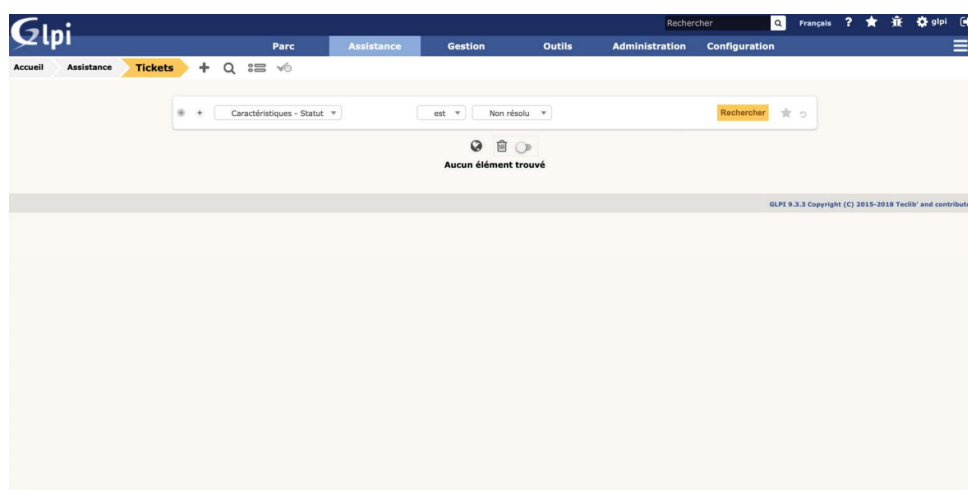 Glpi
Rechercher Français ? glpi
Parc Assistance Gestion Outils Administration Configuration
Accueil Assistance Tickets
Caractéristiques - Statut est Non résolu Rechercher
Aucun élément trouvé
GLPI 9.3.3 Copyright (C) 2015-2018 Teclib' and contribut